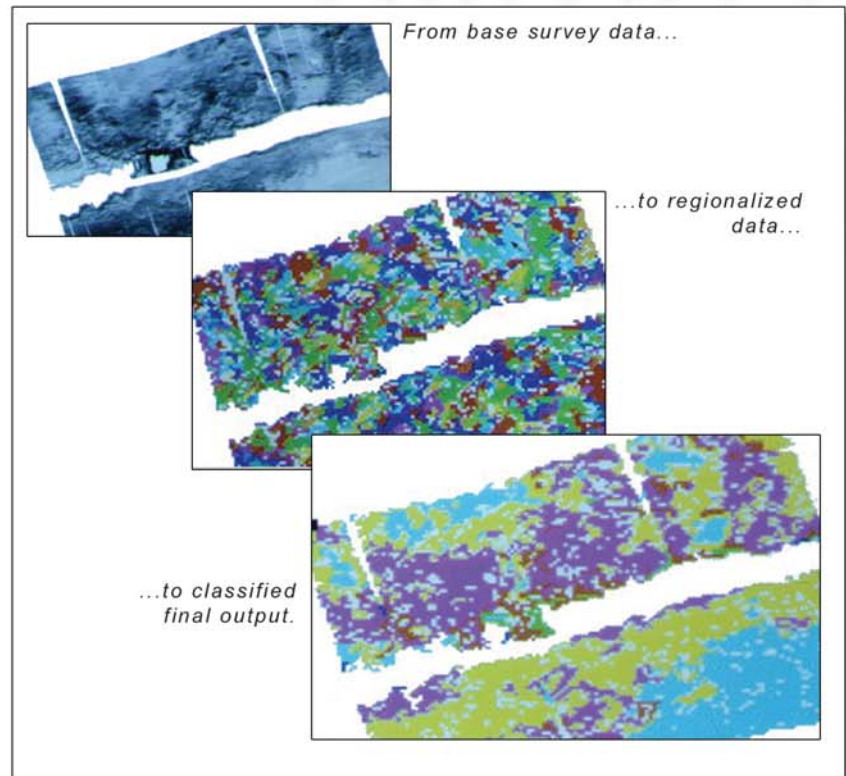 From base survey data...
...to regionalized
data...
...to classified
final output.